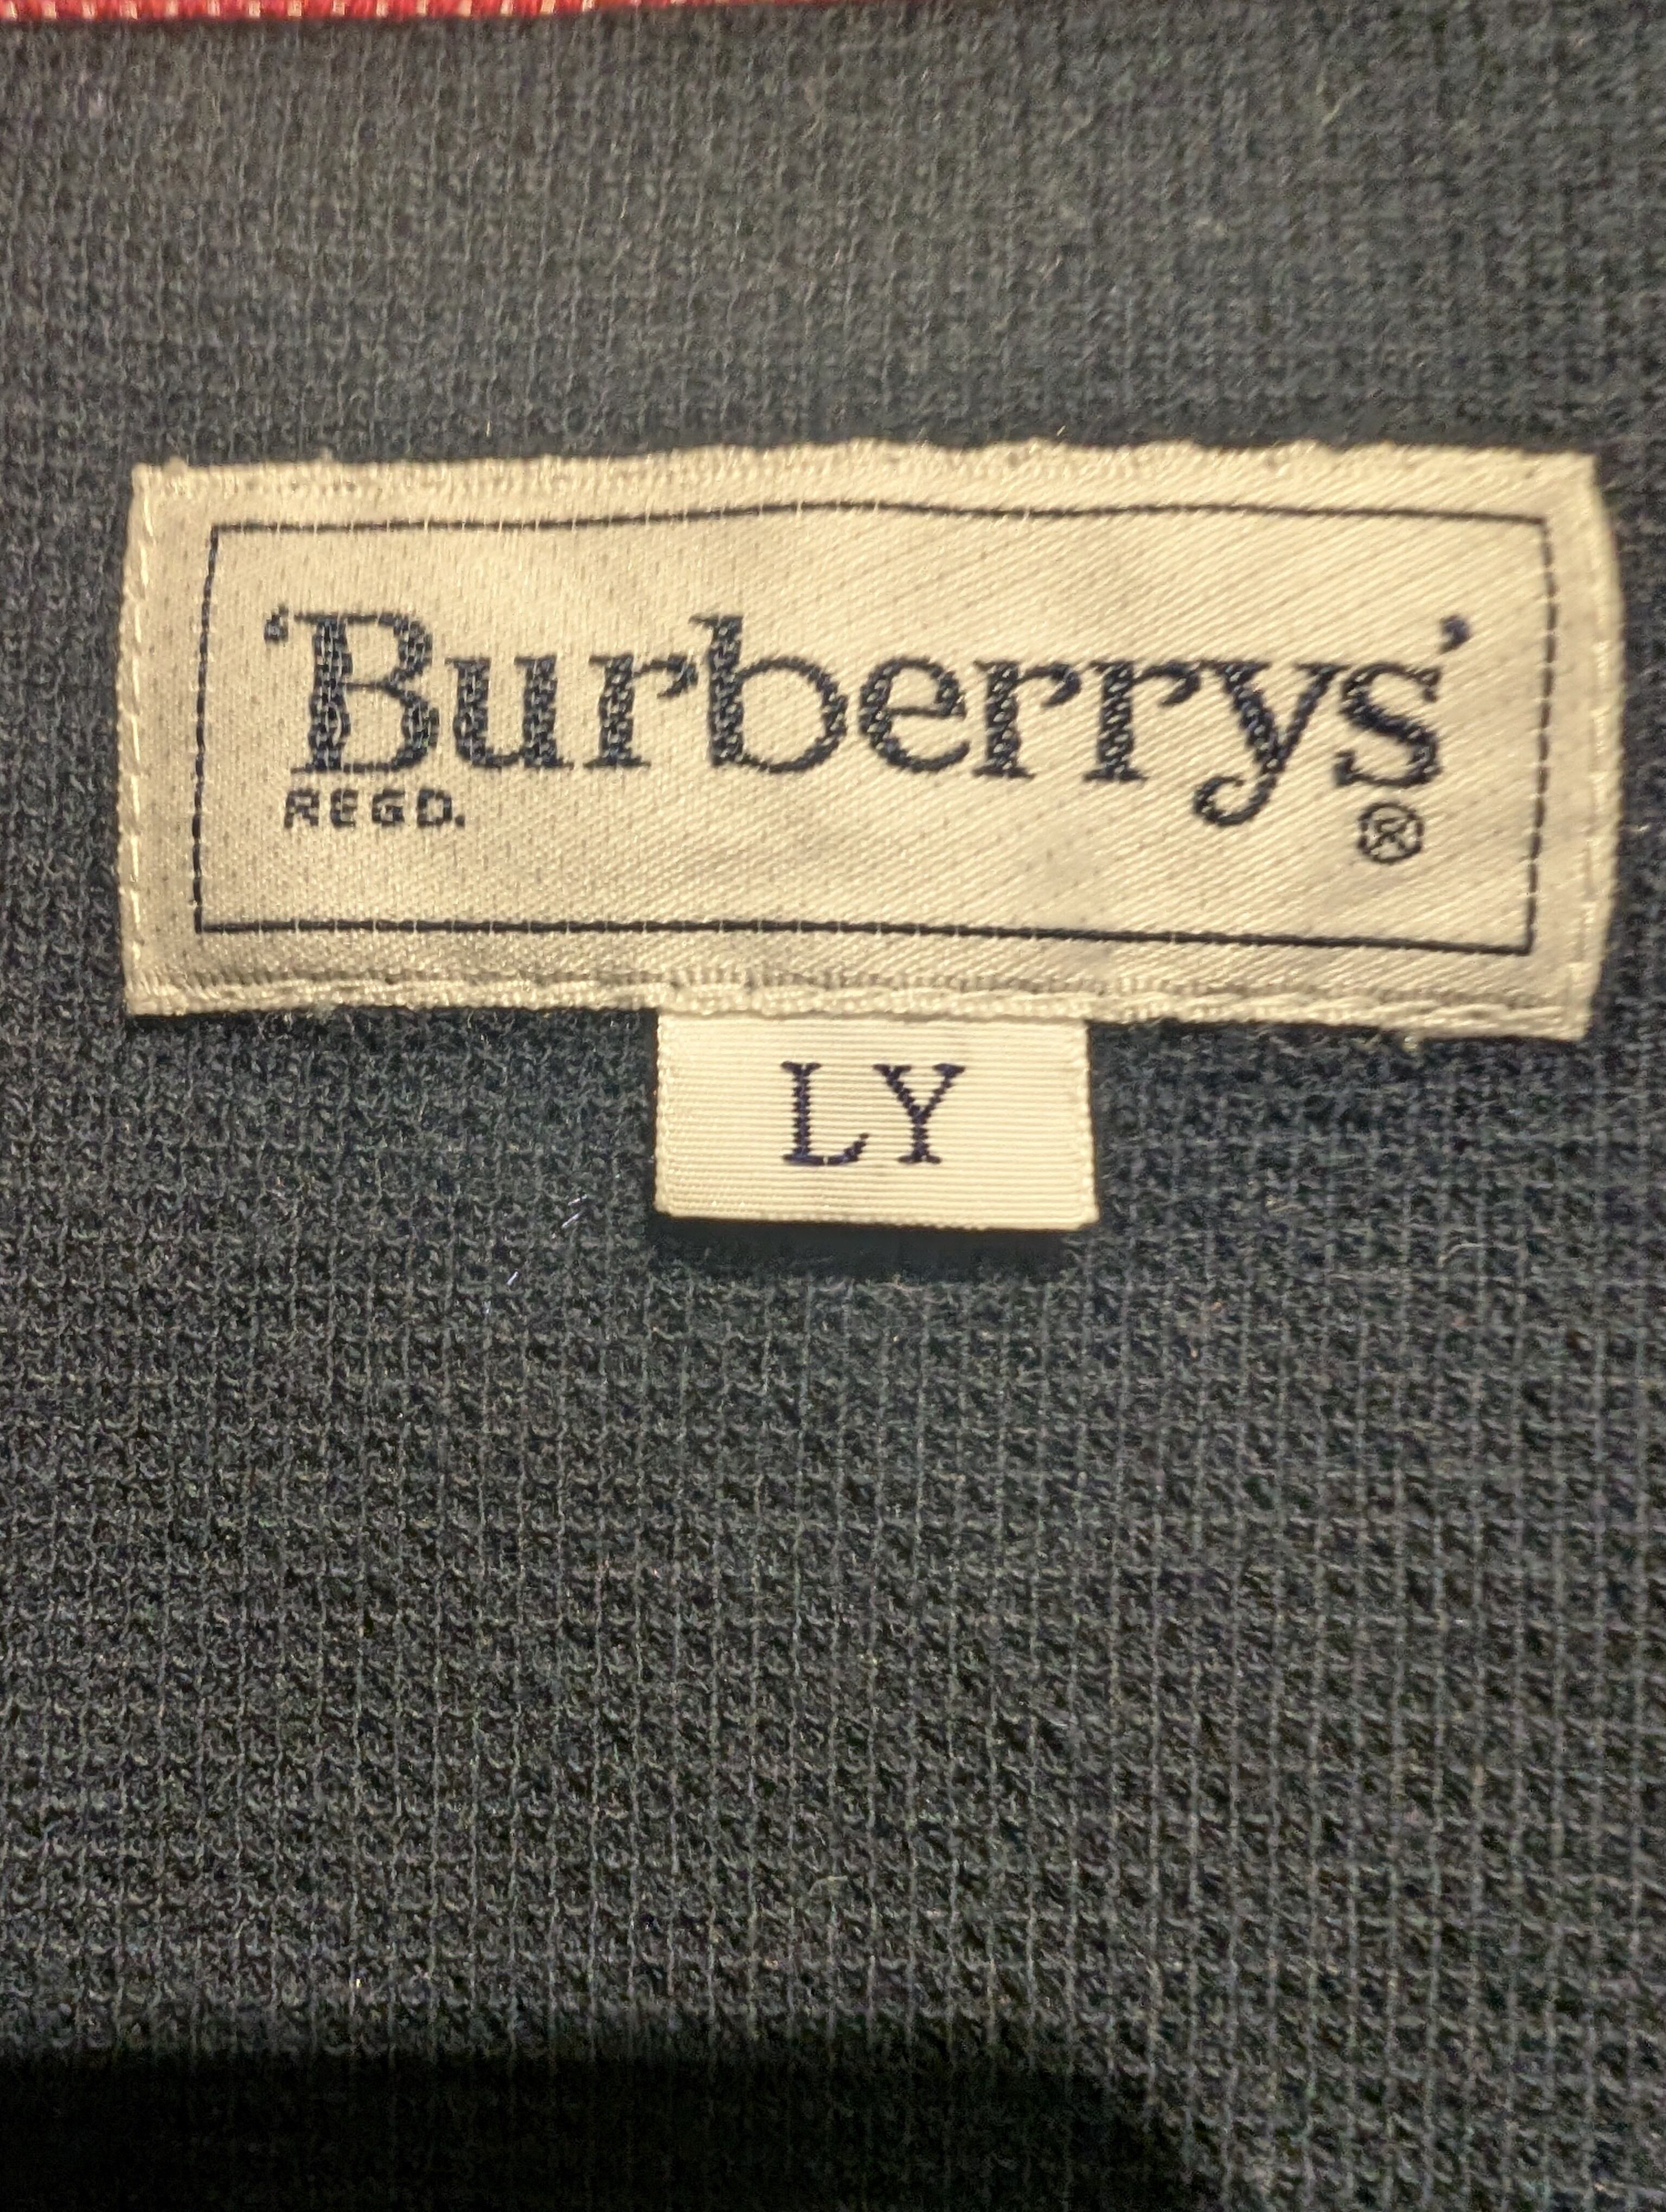 ‘Burberrys’
REGD.
®
LY